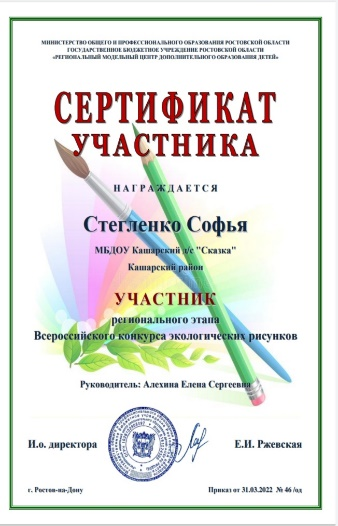 МИНИСТЕРСТВО ОБЩЕГО И ПРОФЕССИОНАЛЬНОГО ОБРАЗОВАНИЯ РОСТОВСКОЙ ОБЛАСТИ
ГОСУДАРСТВЕННОЕ БЮДЖЕТНОЕ УЧРЕЖДЕНИЕ РОСТОВСКОЙ ОБЛАСТИ
«РЕГИОНАЛЬНЫЙ МОДЕЛЬНЫЙ ЦЕНТР ДОПОЛНИТЕЛЬНОГО ОБРАЗОВАНИЯ ДЕТЕЙ»
СЕРТИФИКАТ
УЧАСТНИКА
НАГРАЖДАЕТСЯ
Стегленко Софья
МБДОУ Кашарский д/с "Сказка"
Кашарский район
УЧАСТНИК
регионального этапа
Всероссийского конкурса экологических рисунков
Руководитель: Алехина Елена Сергеевна
И.о. директора Е.И. Ржевская
г. Ростов-на-Дону Приказ от 31.03.2022 № 46 /од